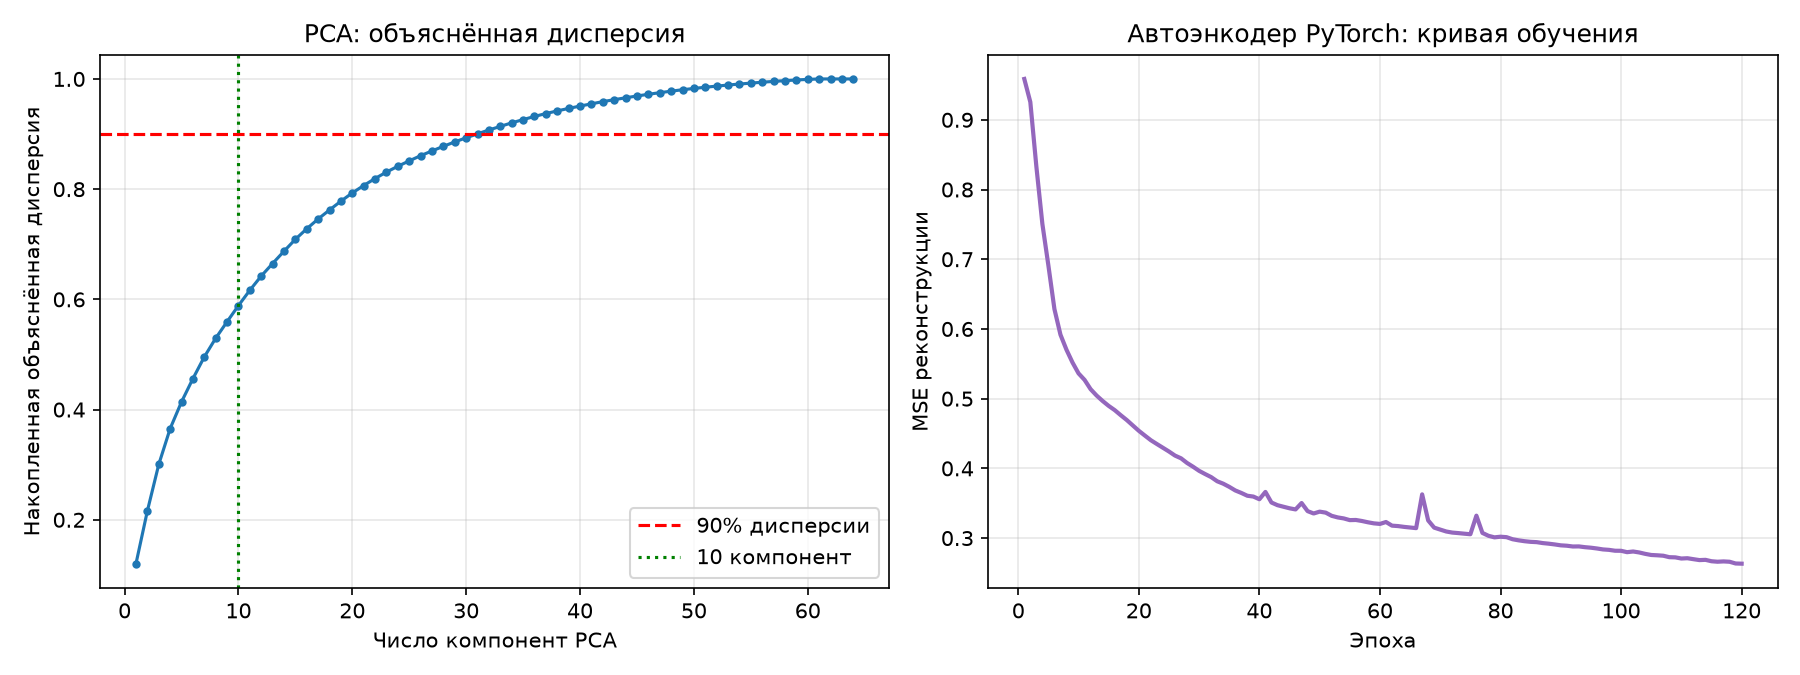 PCA: объяснённая дисперсия
Накопленная объяснённая дисперсия
1.0
0.8
0.6
0.4
0.2
90% дисперсии
10 компонент
0 10 20 30 40 50 60
Число компонент PCA
Автоэнкодер PyTorch: кривая обучения
MSE реконструкции
0.9
0.8
0.7
0.6
0.5
0.4
0.3
0 20 40 60 80 100 120
Эпоха